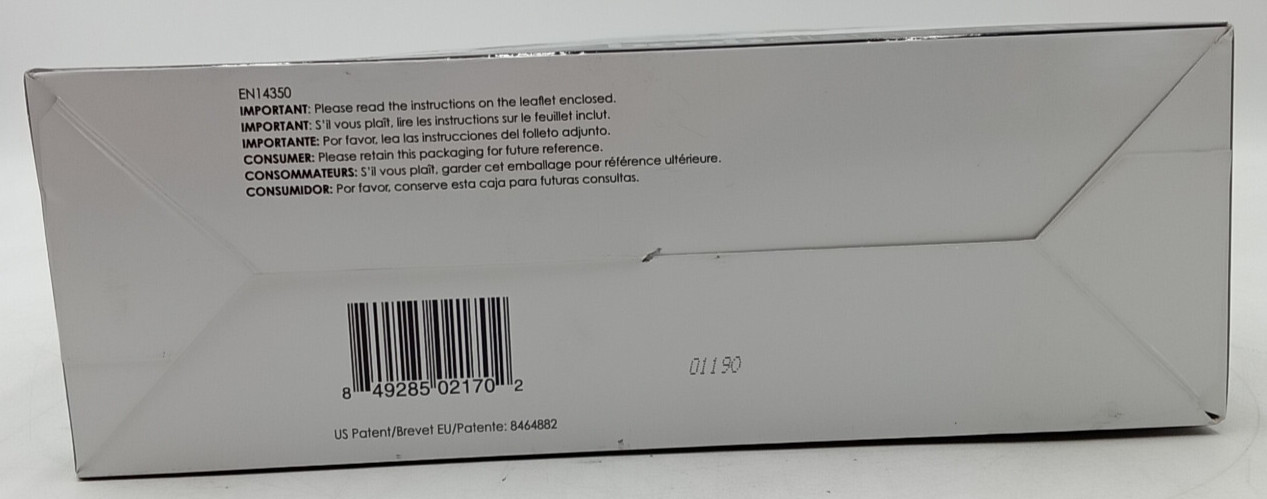 EN14350
IMPORTANT: Please read the instructions on the leaflet enclosed.
IMPORTANT: S'il vous plaît, lire les instructions sur le feuillet inclut.
IMPORTANTE: Por favor, lea las instrucciones del folleto adjunto.
CONSUMER: Please retain this packaging for future reference.
CONSOMMATEURS: S'il vous plaît, garder cet emballage pour référence ultérieure.
CONSUMIDOR: Por favor, conserve esta caja para futuras consultas.
8 49285 02170 2
01190
US Patent/Brevet EU/Patente: 8464882